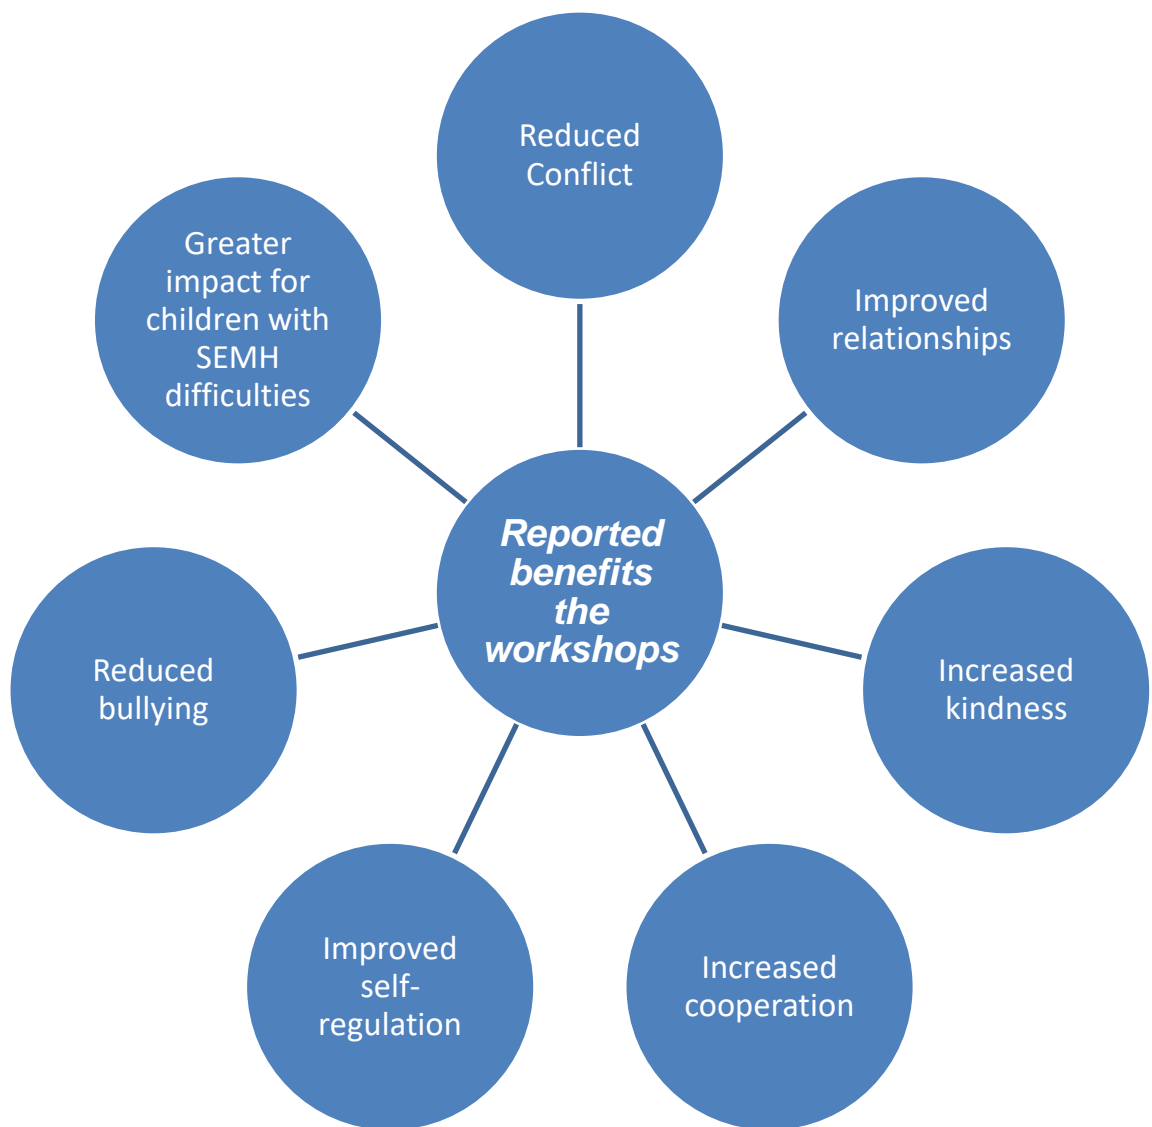 Reduced
Conflict
Greater
impact for
children with
SEMH
difficulties
Improved
relationships
Reported
benefits
the
workshops
Reduced
bullying
Increased
kindness
Improved
self-
regulation
Increased
cooperation